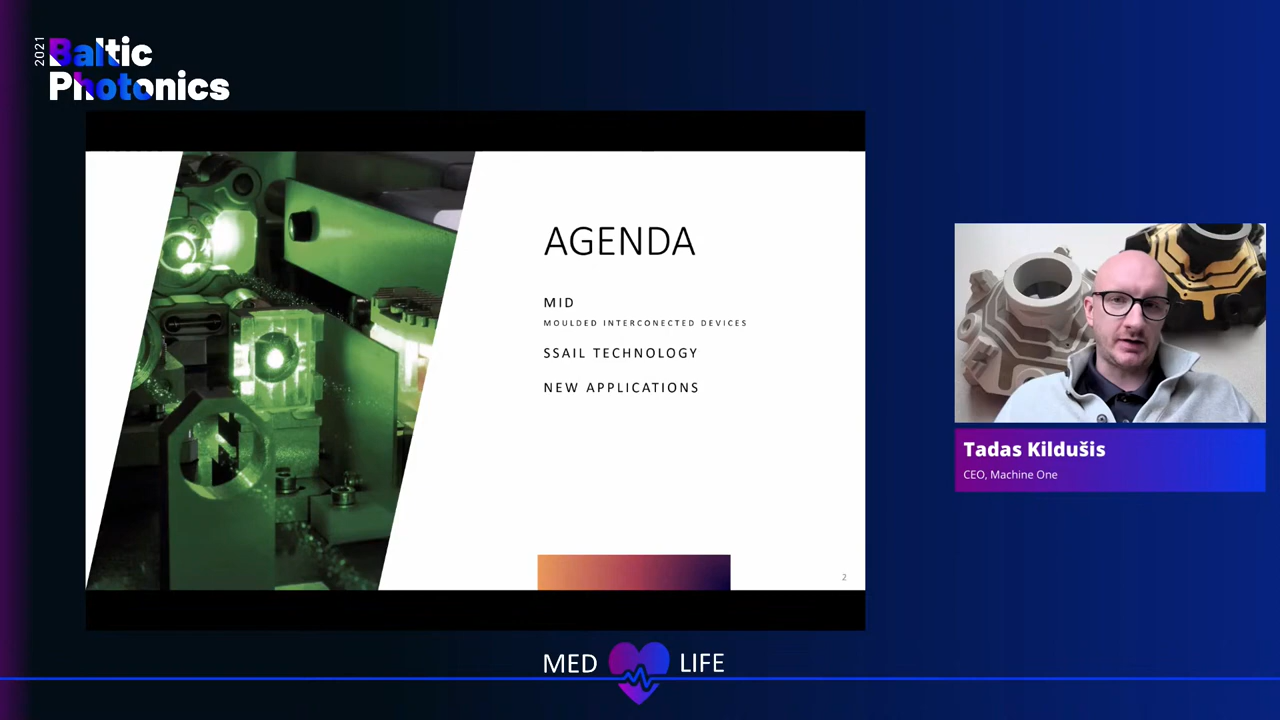 2021
Baltic
Photonics
AGENDA
MID
MOULDED INTERCONECTED DEVICES
SSAIL TECHNOLOGY
NEW APPLICATIONS
2
Tadas Kildušis
CEO, Machine One
MED LIFE